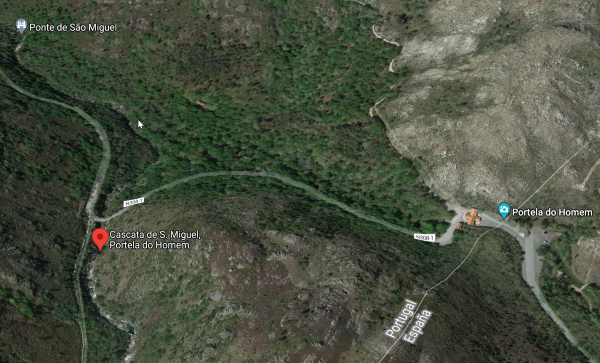 Ponte de São Miguel
N308-1
Cascata de S. Miguel,
Portela do Homem
N308-1
Portela do Homem
Portugal
España